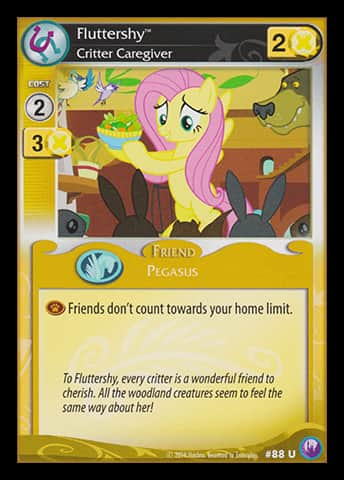 Fluttershy™
Critter Caregiver
2
COST
2
3
FRIEND
PEGASUS
Friends don't count towards your home limit.
To Fluttershy, every critter is a wonderful friend to
cherish. All the woodland creatures seem to feel the
same way about her!
#88 U